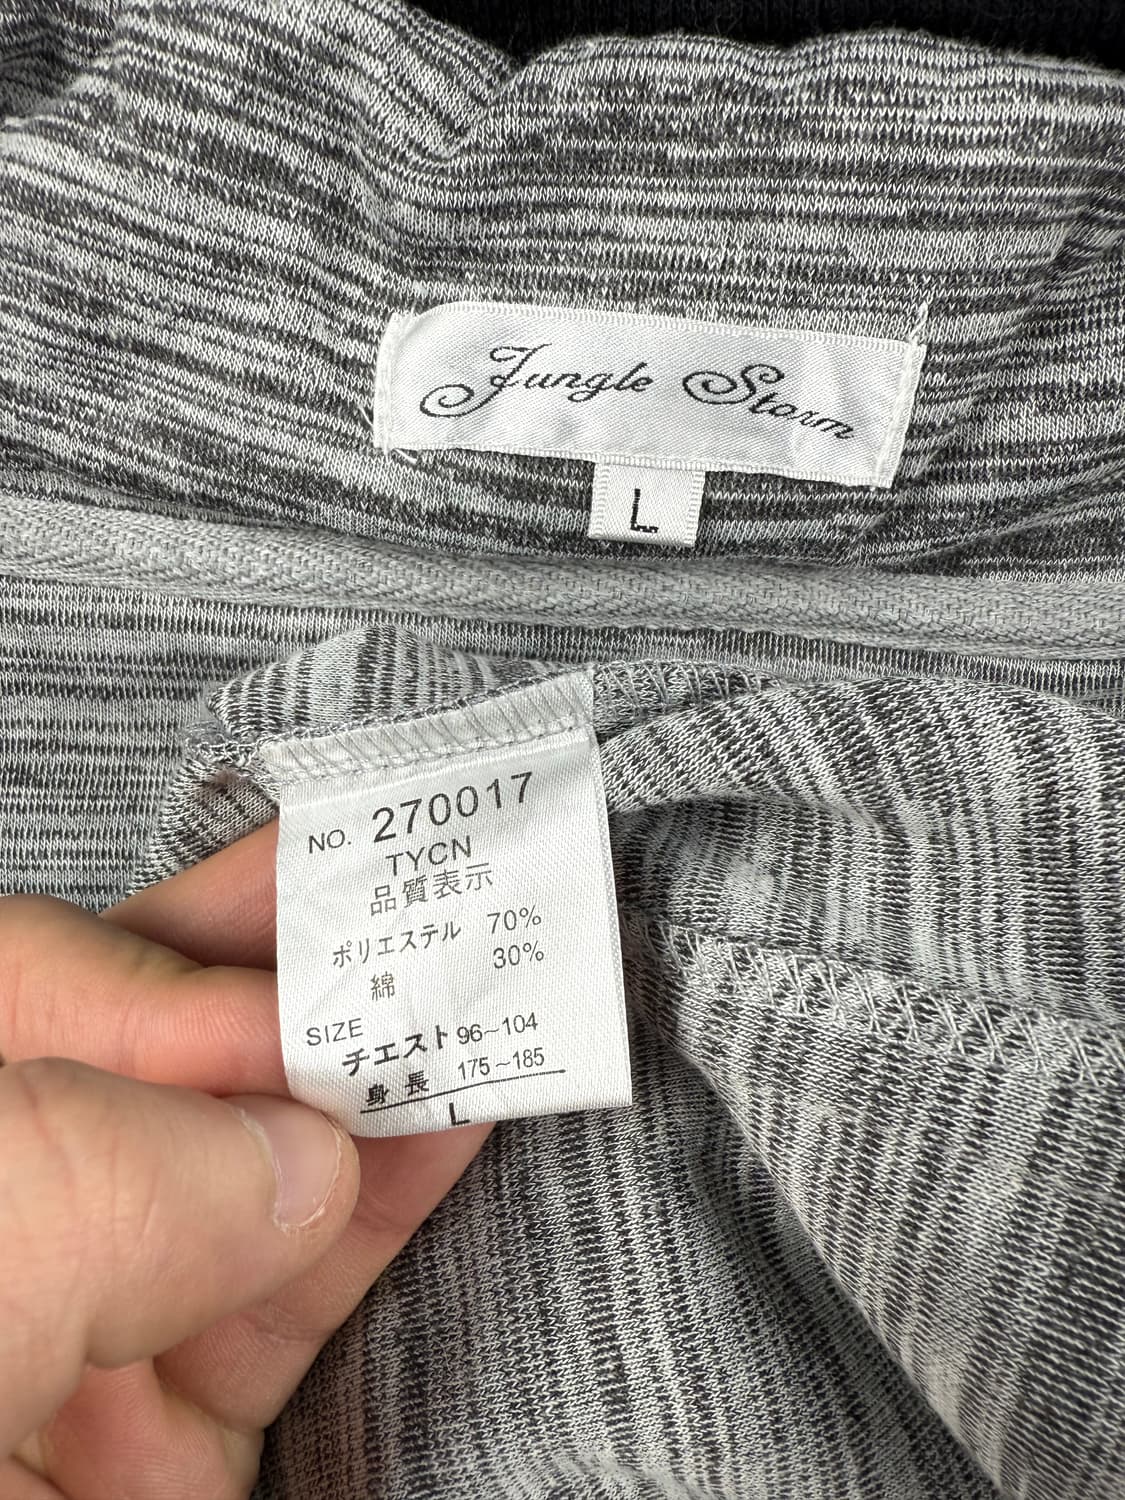 Jungle Storm
L
NO. 270017
TYCN
品質表示
ポリエステル 70%
綿 30%
SIZE
チエスト 96~104
身長 175~185
L